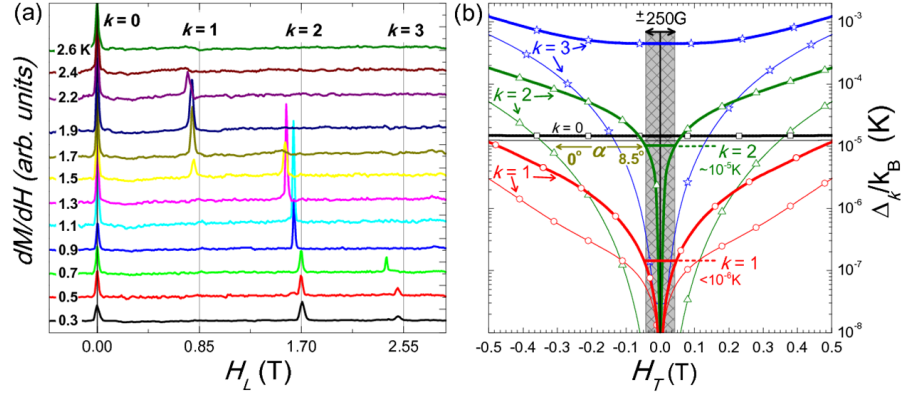 (a)
k = 0
k = 1
k = 2
k = 3
2.6 K
2.4
2.2
1.9
1.7
1.5
1.3
1.1
0.9
0.7
0.5
0.3
dM/dH (arb. units)
0.00 0.85 1.70 2.55
H_L (T)
(b)
±250G
k = 3
k = 2
k = 0
0° α 8.5°
k = 2
~10⁻⁵K
k = 1
k = 1
<10⁻⁶K
10⁻³
10⁻⁴
10⁻⁵
10⁻⁶
10⁻⁷
10⁻⁸
Δ_k/k_B (K)
-0.5 -0.4 -0.3 -0.2 -0.1 0.0 0.1 0.2 0.3 0.4 0.5
H_T (T)